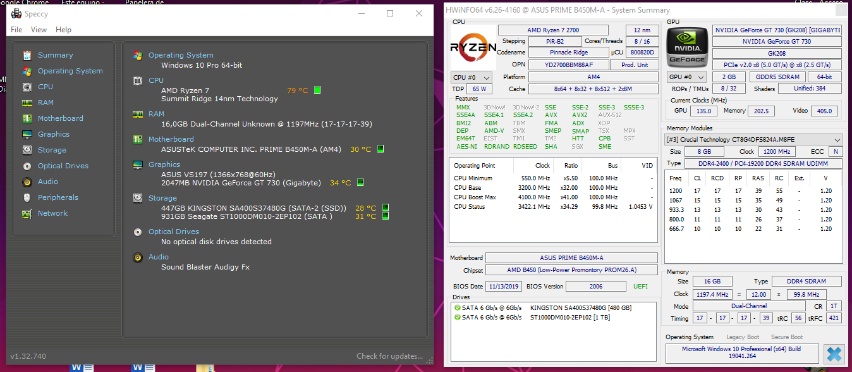 Speccy
File View Help
Summary
Operating System
CPU
RAM
Motherboard
Graphics
Storage
Optical Drives
Audio
Peripherals
Network
Operating System
Windows 10 Pro 64-bit
CPU
AMD Ryzen 7 79 °C
Summit Ridge 14nm Technology
RAM
16,0GB Dual-Channel Unknown @ 1197MHz (17-17-17-39)
Motherboard
ASUSTeK COMPUTER INC. PRIME B450M-A (AM4) 30 °C
Graphics
ASUS VS197 (1366x768@60Hz)
2047MB NVIDIA GeForce GT 730 (Gigabyte) 34 °C
Storage
447GB KINGSTON SA400S37480G (SATA-2 (SSD)) 28 °C
931GB Seagate ST1000DM010-2EP102 (SATA ) 31 °C
Optical Drives
No optical disk drives detected
Audio
Sound Blaster Audigy Fx
v1.32.740 Check for updates...
HWiNFO64 v6.26-4160 @ ASUS PRIME B450M-A - System Summary
CPU
RYZEN
AMD Ryzen 7 2700 12 nm
Stepping PiR-B2 Cores/Threads 8 / 16
Codename Pinnacle Ridge µCU 800820D
OPN YD2700BBM88AF Prod. Unit
CPU #0 Platform AM4
TDP 65 W Cache 8x64 + 8x32 + 8x512 + 2x8M
Features
MMX 3DNow! 3DNow!-2 SSE SSE-2 SSE-3 SSSE-3
SSE4A SSE4.1 SSE4.2 AVX AVX2 AVX-512
BMI2 ABM TBM FMA ADX XOP
DEP AMD-V SMX SMEP SMAP TSX MPX
EM64T EIST TM1 TM2 HTT CPB SST
AES-NI RDRAND RDSEED SHA SGX SME
Operating Point Clock Ratio Bus VID
CPU Minimum 550.0 MHz x5.50 100.0 MHz -
CPU Base 3200.0 MHz x32.00 100.0 MHz -
CPU Boost Max 4100.0 MHz x41.00 100.0 MHz -
CPU Status 3422.1 MHz x34.29 99.8 MHz 1.0453 V
Motherboard ASUS PRIME B450M-A
Chipset AMD B450 (Low-Power Promontory PROM26.A)
BIOS Date 11/13/2019 BIOS Version 2006 UEFI
Drives
SATA 6 Gb/s @ 6Gb/s KINGSTON SA400S37480G [480 GB]
SATA 6 Gb/s @ 6Gb/s ST1000DM010-2EP102 [1 TB]
GPU
NVIDIA GEFORCE
NVIDIA GeForce GT 730 (GK208) [GIGABYT
NVIDIA GeForce GT 730
GK208
PCIe v2.0 x8 (5.0 GT/s) @ x8 (2.5 GT/s)
GPU #0 2 GB GDDR5 SDRAM 64-bit
ROPs / TMUs 8 / 32 Shaders Unified: 384
Current Clocks (MHz)
GPU 135.0 Memory 202.5 Video 405.0
Memory Modules
[#3] Crucial Technology CT8G4DFS824A.M8FE
Size 8 GB Clock 1200 MHz ECC N
Type DDR4-2400 / PC4-19200 DDR4 SDRAM UDIMM
Freq CL RCD RP RAS RC Ext. V
1200 17 17 17 39 55 - 1.20
1067 15 15 15 35 49 - 1.20
933.3 13 13 13 30 43 - 1.20
800.0 11 11 11 26 37 - 1.20
666.7 10 10 10 22 31 - 1.20
Memory
Size 16 GB Type DDR4 SDRAM
Clock 1197.4 MHz = 12.00 x 99.8 MHz
Mode Dual-Channel CR 1T
Timing 17 - 17 - 17 - 39 tRC 56 tRFC 421
Operating System Legacy Boot Secure Boot
Microsoft Windows 10 Professional (x64) Build
19041.264